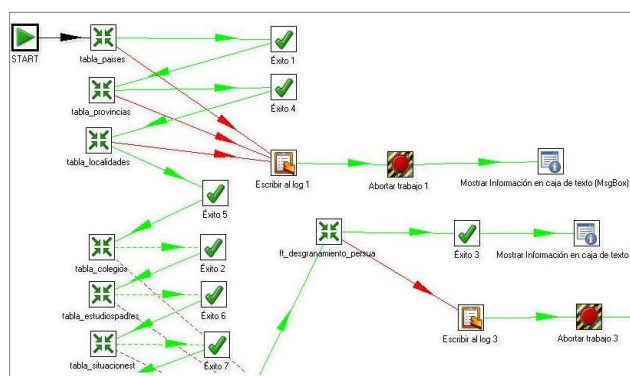 START
tabla_paises
Éxito 1
tabla_provincias
Éxito 4
tabla_localidades
Escribir al log 1
Abortar trabajo 1
Mostrar Información en caja de texto (MsgBox)
Éxito 5
ft_desgranamiento_persua
Éxito 3
Mostrar Información en caja de texto
tabla_colegios
Éxito 2
tabla_estudiospadres
Éxito 6
Escribir al log 3
Abortar trabajo 3
tabla_situacionest
Éxito 7